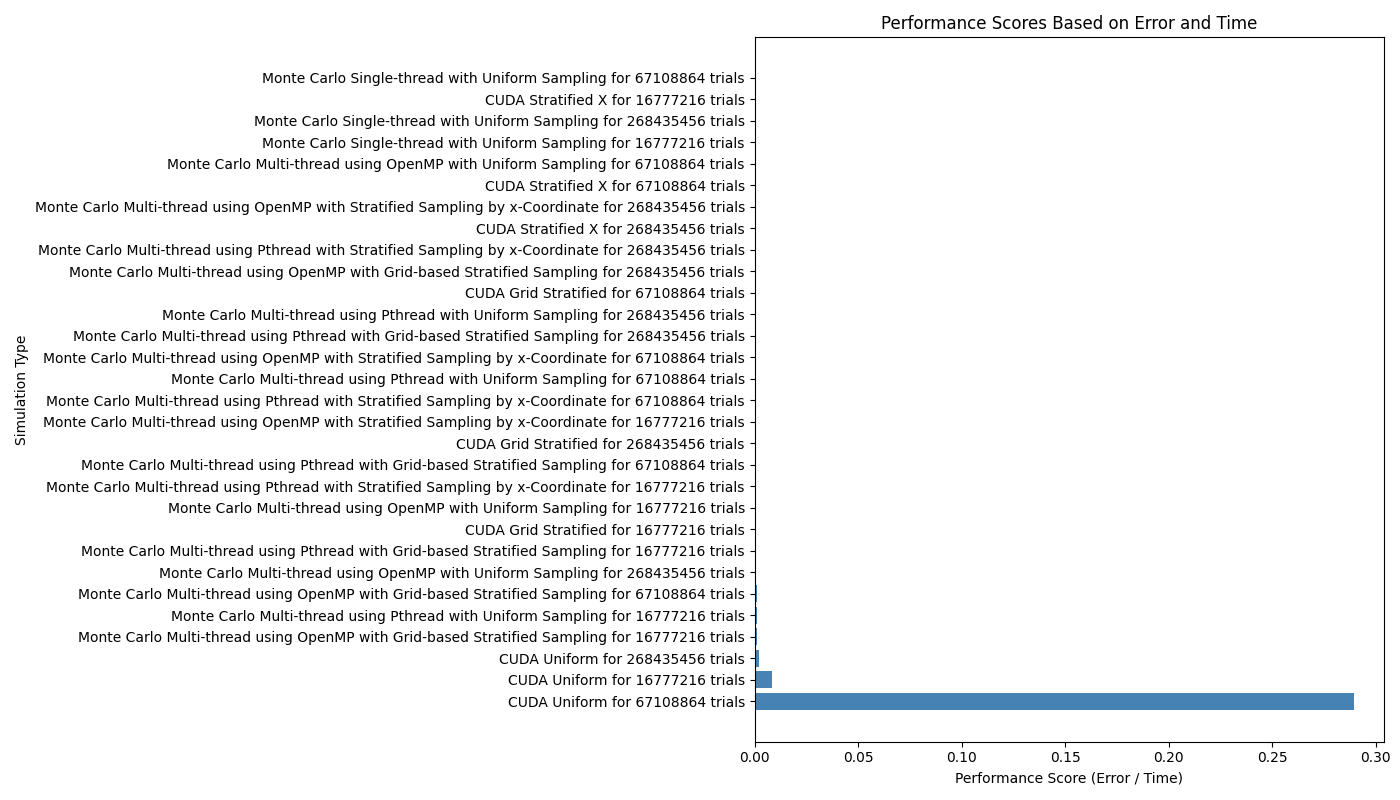 Performance Scores Based on Error and Time
Monte Carlo Single-thread with Uniform Sampling for 67108864 trials
CUDA Stratified X for 16777216 trials
Monte Carlo Single-thread with Uniform Sampling for 268435456 trials
Monte Carlo Single-thread with Uniform Sampling for 16777216 trials
Monte Carlo Multi-thread using OpenMP with Uniform Sampling for 67108864 trials
CUDA Stratified X for 67108864 trials
Monte Carlo Multi-thread using OpenMP with Stratified Sampling by x-Coordinate for 268435456 trials
CUDA Stratified X for 268435456 trials
Monte Carlo Multi-thread using Pthread with Stratified Sampling by x-Coordinate for 268435456 trials
Monte Carlo Multi-thread using OpenMP with Grid-based Stratified Sampling for 268435456 trials
CUDA Grid Stratified for 67108864 trials
Monte Carlo Multi-thread using Pthread with Uniform Sampling for 268435456 trials
Monte Carlo Multi-thread using Pthread with Grid-based Stratified Sampling for 268435456 trials
Monte Carlo Multi-thread using OpenMP with Stratified Sampling by x-Coordinate for 67108864 trials
Monte Carlo Multi-thread using Pthread with Uniform Sampling for 67108864 trials
Monte Carlo Multi-thread using Pthread with Stratified Sampling by x-Coordinate for 67108864 trials
Monte Carlo Multi-thread using OpenMP with Stratified Sampling by x-Coordinate for 16777216 trials
CUDA Grid Stratified for 268435456 trials
Monte Carlo Multi-thread using Pthread with Grid-based Stratified Sampling for 67108864 trials
Monte Carlo Multi-thread using Pthread with Stratified Sampling by x-Coordinate for 16777216 trials
Monte Carlo Multi-thread using OpenMP with Uniform Sampling for 16777216 trials
CUDA Grid Stratified for 16777216 trials
Monte Carlo Multi-thread using Pthread with Grid-based Stratified Sampling for 16777216 trials
Monte Carlo Multi-thread using OpenMP with Uniform Sampling for 268435456 trials
Monte Carlo Multi-thread using OpenMP with Grid-based Stratified Sampling for 67108864 trials
Monte Carlo Multi-thread using Pthread with Uniform Sampling for 16777216 trials
Monte Carlo Multi-thread using OpenMP with Grid-based Stratified Sampling for 16777216 trials
CUDA Uniform for 268435456 trials
CUDA Uniform for 16777216 trials
CUDA Uniform for 67108864 trials
Simulation Type
0.00 0.05 0.10 0.15 0.20 0.25 0.30
Performance Score (Error / Time)